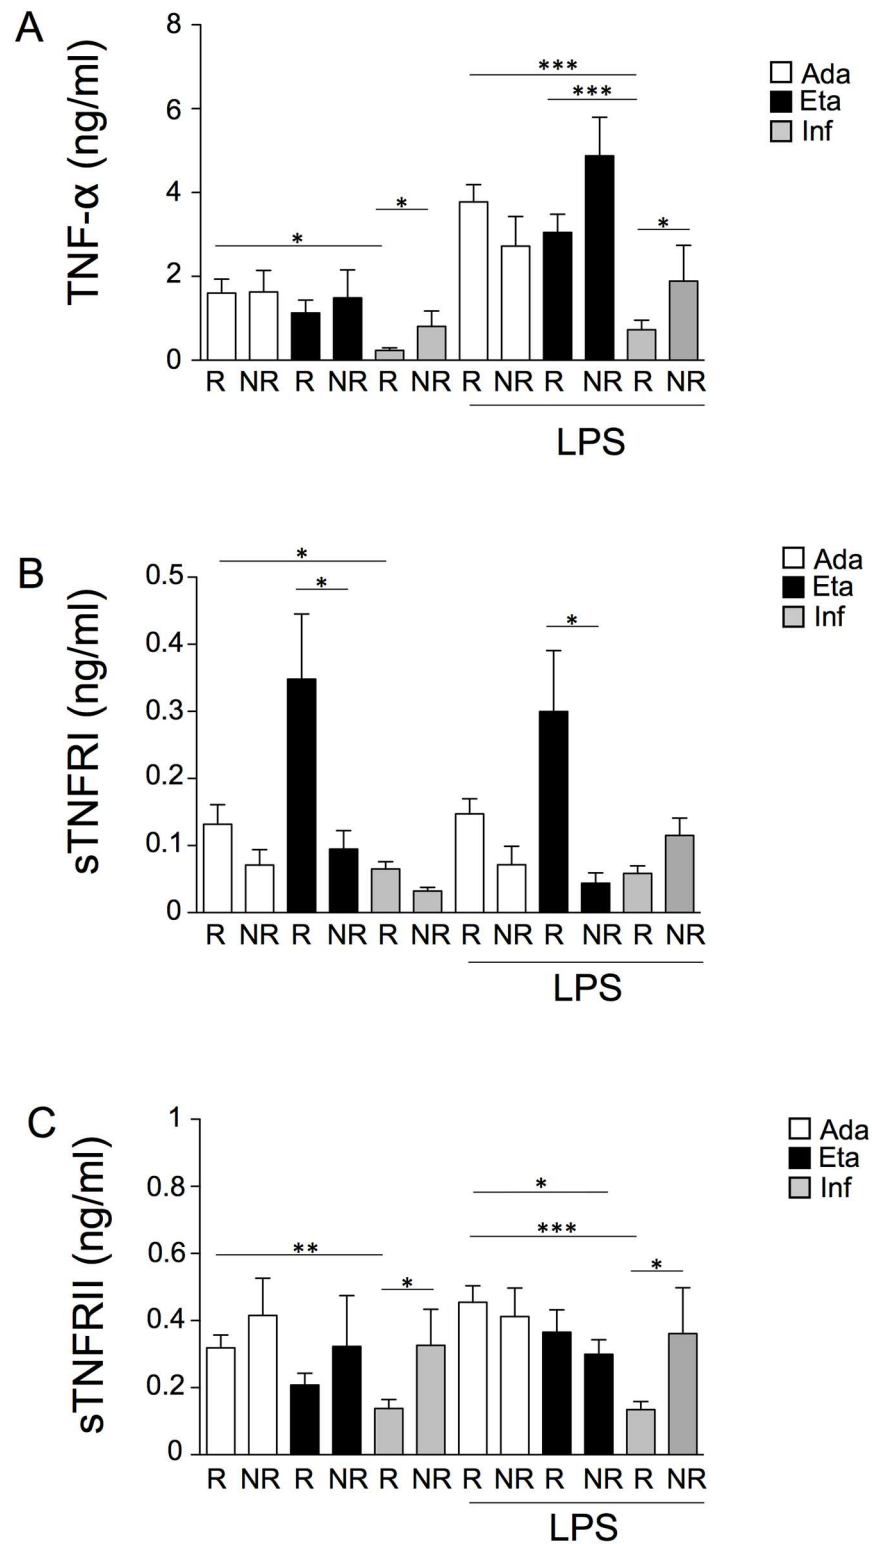 A
TNF-α (ng/ml)
8
6
4
2
0
*
*
***
***
*
Ada
Eta
Inf
R NR R NR R NR R NR R NR R NR
LPS
B
sTNFRI (ng/ml)
0.5
0.4
0.3
0.2
0.1
0
*
*
*
Ada
Eta
Inf
R NR R NR R NR R NR R NR R NR
LPS
C
sTNFRII (ng/ml)
1
0.8
0.6
0.4
0.2
0
**
*
*
***
*
Ada
Eta
Inf
R NR R NR R NR R NR R NR R NR
LPS